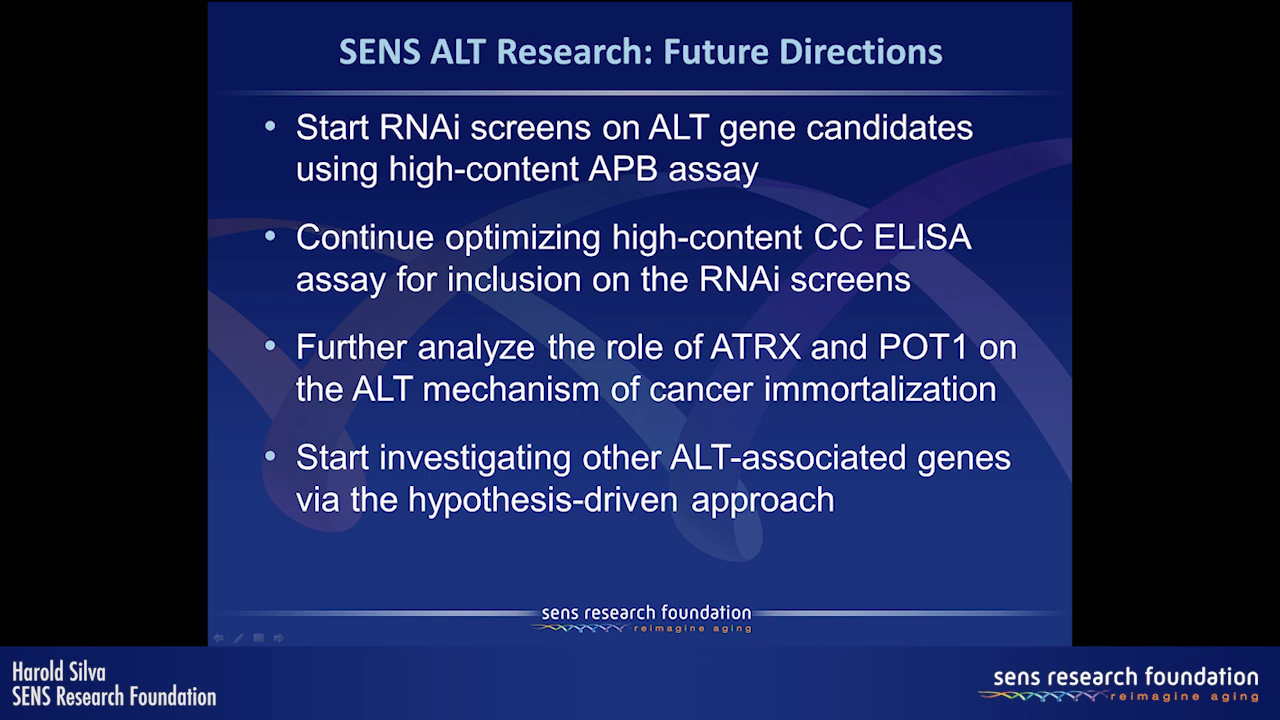 SENS ALT Research: Future Directions
• Start RNAi screens on ALT gene candidates
using high-content APB assay
• Continue optimizing high-content CC ELISA
assay for inclusion on the RNAi screens
• Further analyze the role of ATRX and POT1 on
the ALT mechanism of cancer immortalization
• Start investigating other ALT-associated genes
via the hypothesis-driven approach
sens research foundation
reimagine aging
Harold Silva
SENS Research Foundation
sens research foundation
reimagine aging